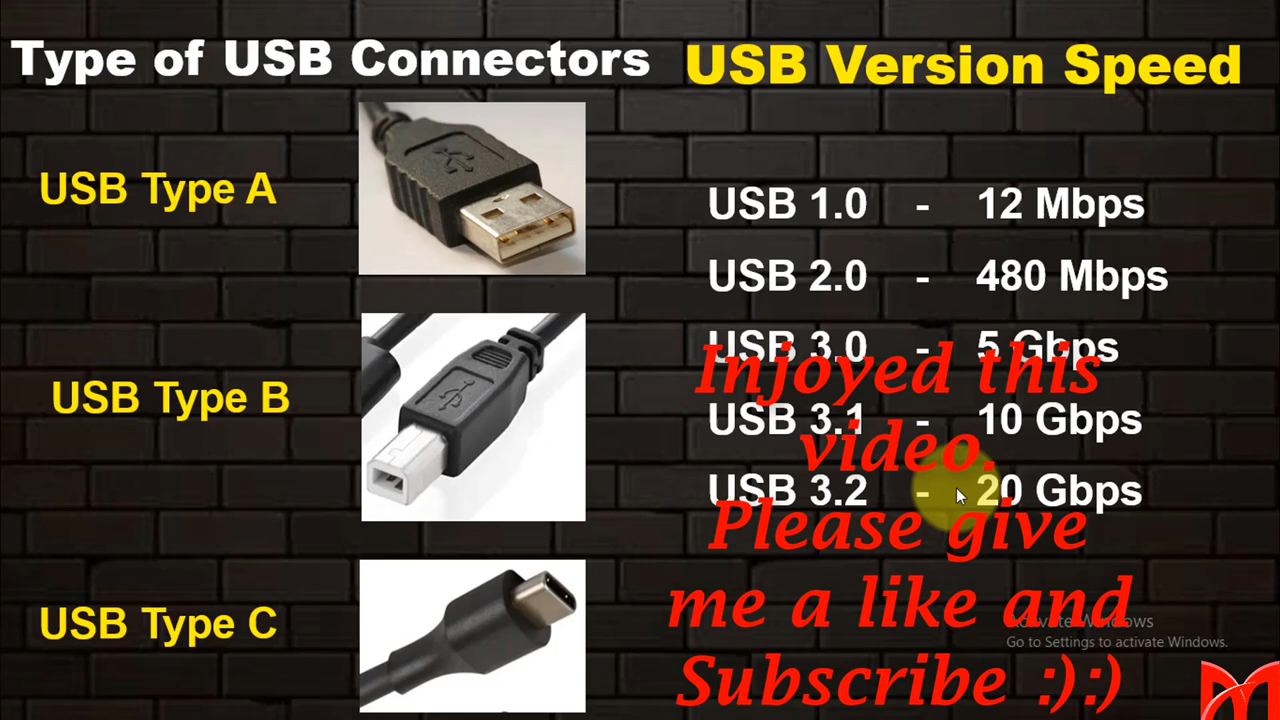 Type of USB Connectors
USB Type A
USB Type B
USB Type C
USB Version Speed
USB 1.0 - 12 Mbps
USB 2.0 - 480 Mbps
USB 3.0 - 5 Gbps
USB 3.1 - 10 Gbps
USB 3.2 - 20 Gbps
Injoyed this
video.
Please give
me a like and
Subscribe :):)
Activate Windows
Go to Settings to activate Windows.